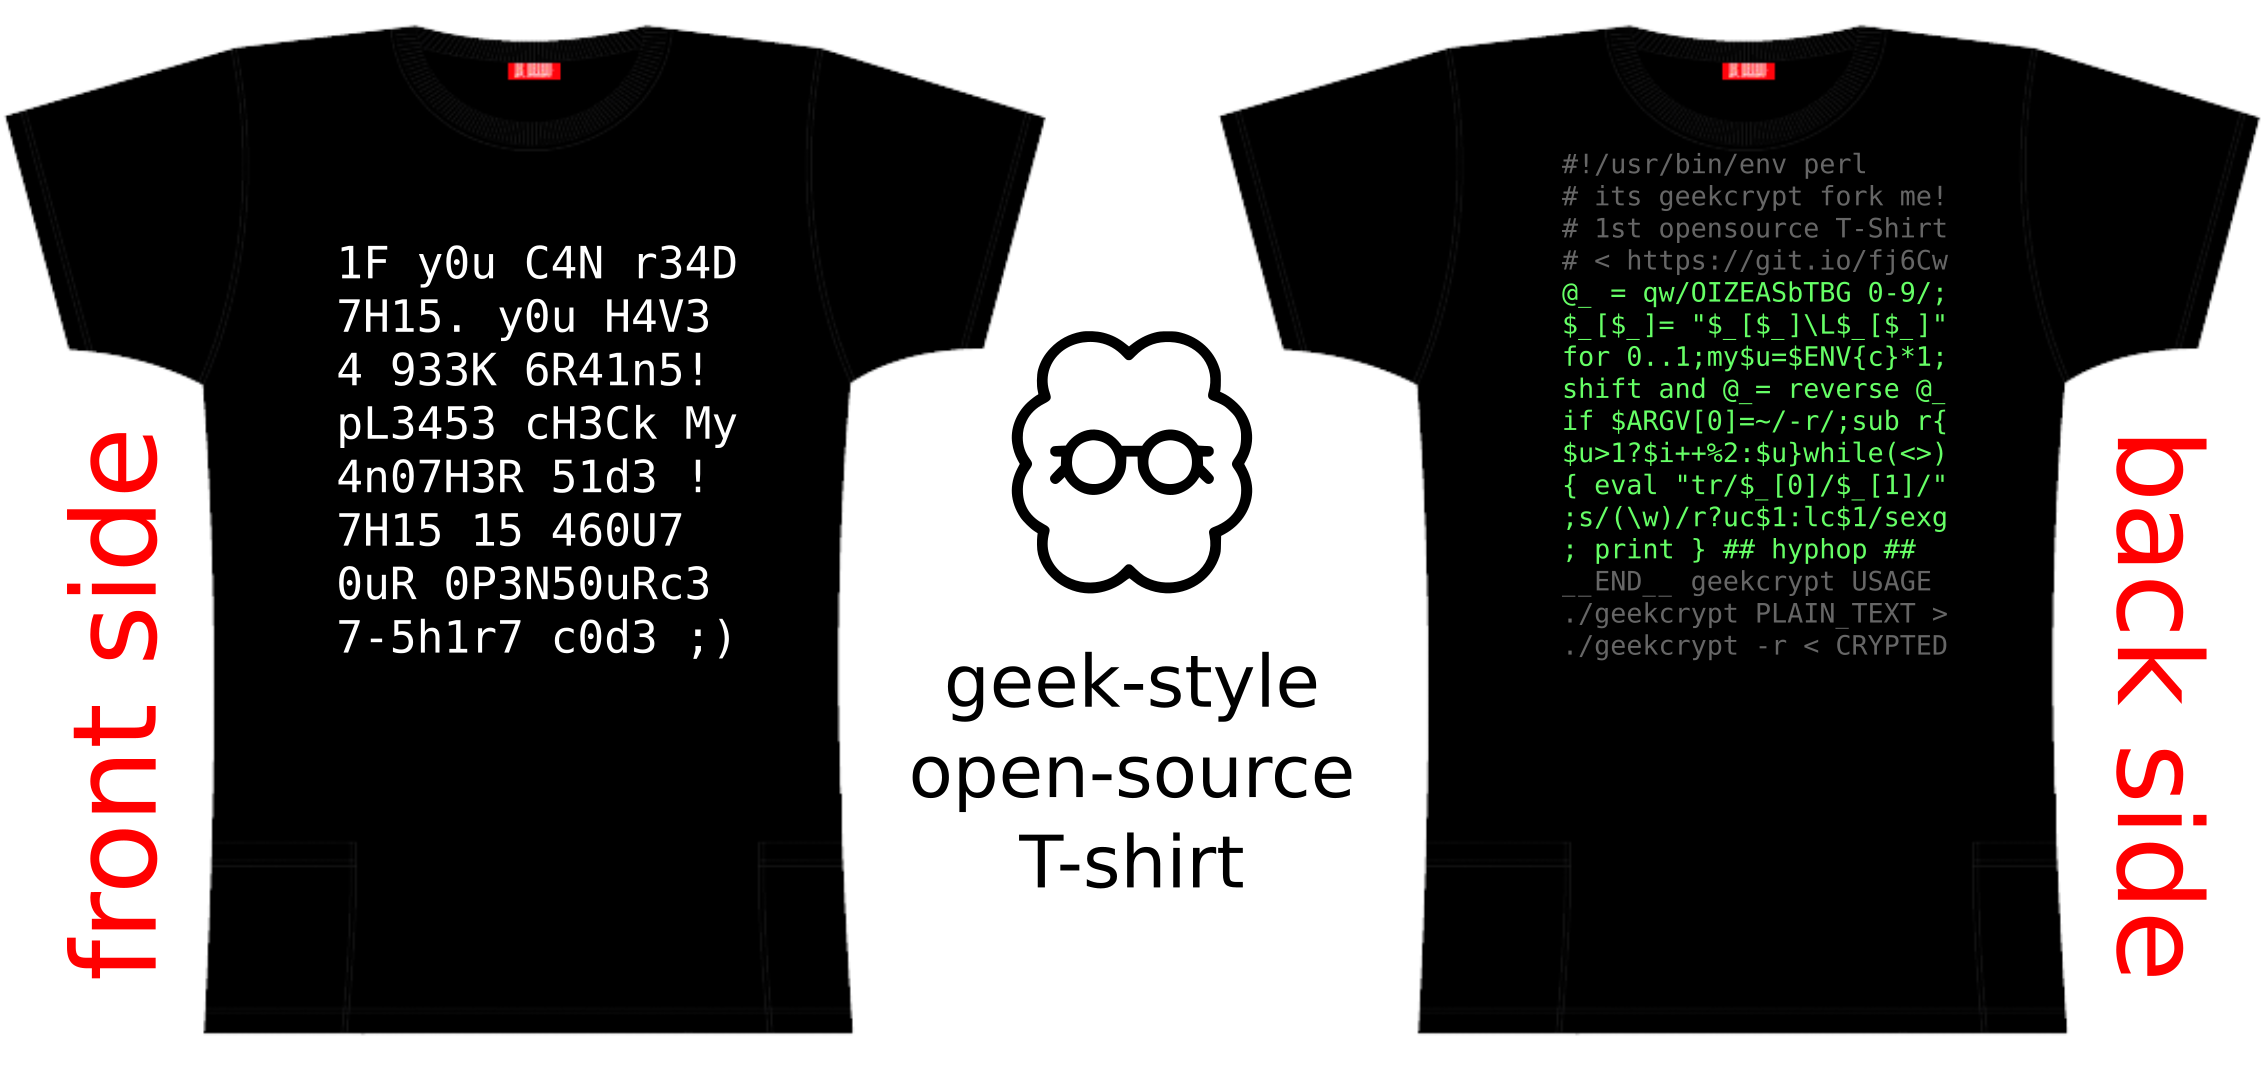 front side
1F y0u C4N r34D
7H15. y0u H4V3
4 933K 6R41n5!
pL3453 cH3Ck My
4n07H3R 51d3 !
7H15 15 460U7
0uR 0P3N50uRc3
7-5h1r7 c0d3 ;)
geek-style
open-source
T-shirt
#!/usr/bin/env perl
# its geekcrypt fork me!
# 1st opensource T-Shirt
# < https://git.io/fj6Cw
@_ = qw/OIZEASbTBG 0-9/;
$_[$_]= "$_[$_]\L$_[$_]"
for 0..1;my$u=$ENV{c}*1;
shift and @_= reverse @_
if $ARGV[0]=~/-r/;sub r{
$u>1?$i++%2:$u}while(<>)
{ eval "tr/$_[0]/$_[1]/"
;s/(\w)/r?uc$1:lc$1/sexg
; print } ## hyphop ##
__END__ geekcrypt USAGE
./geekcrypt PLAIN_TEXT >
./geekcrypt -r < CRYPTED
back side